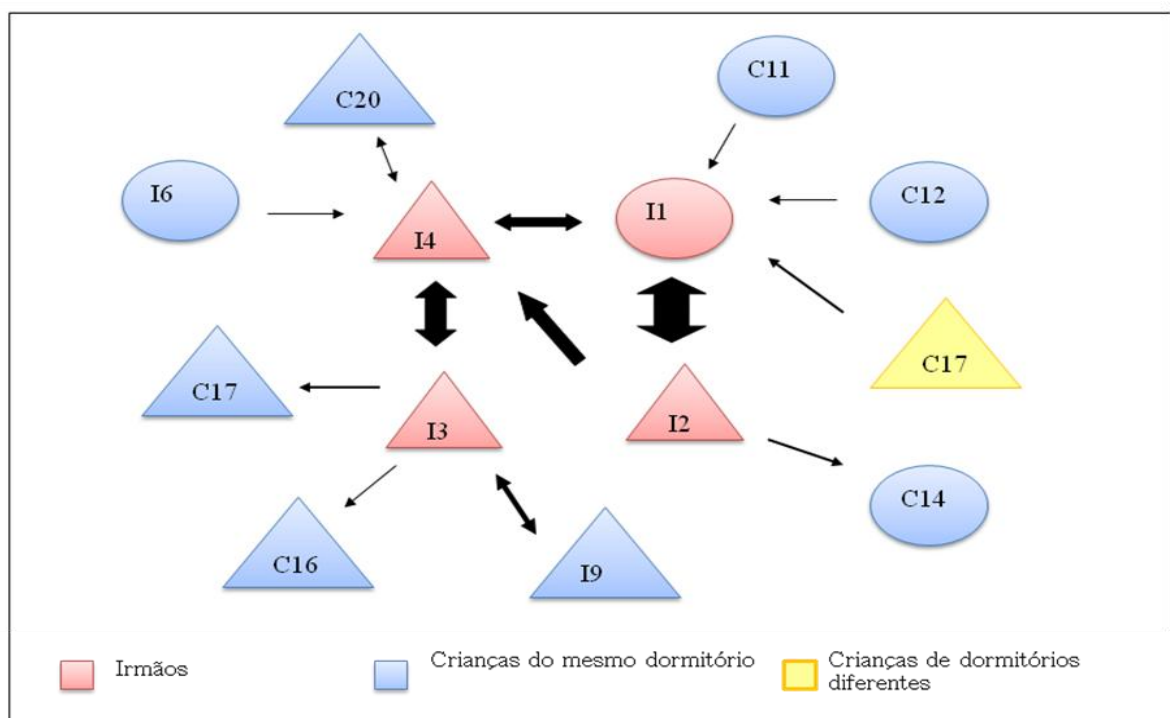 C11
C20
I6
C12
I1
I4
C17
C17
I3
I2
C14
C16
I9
Irmãos
Crianças do mesmo dormitório
Crianças de dormitórios
diferentes